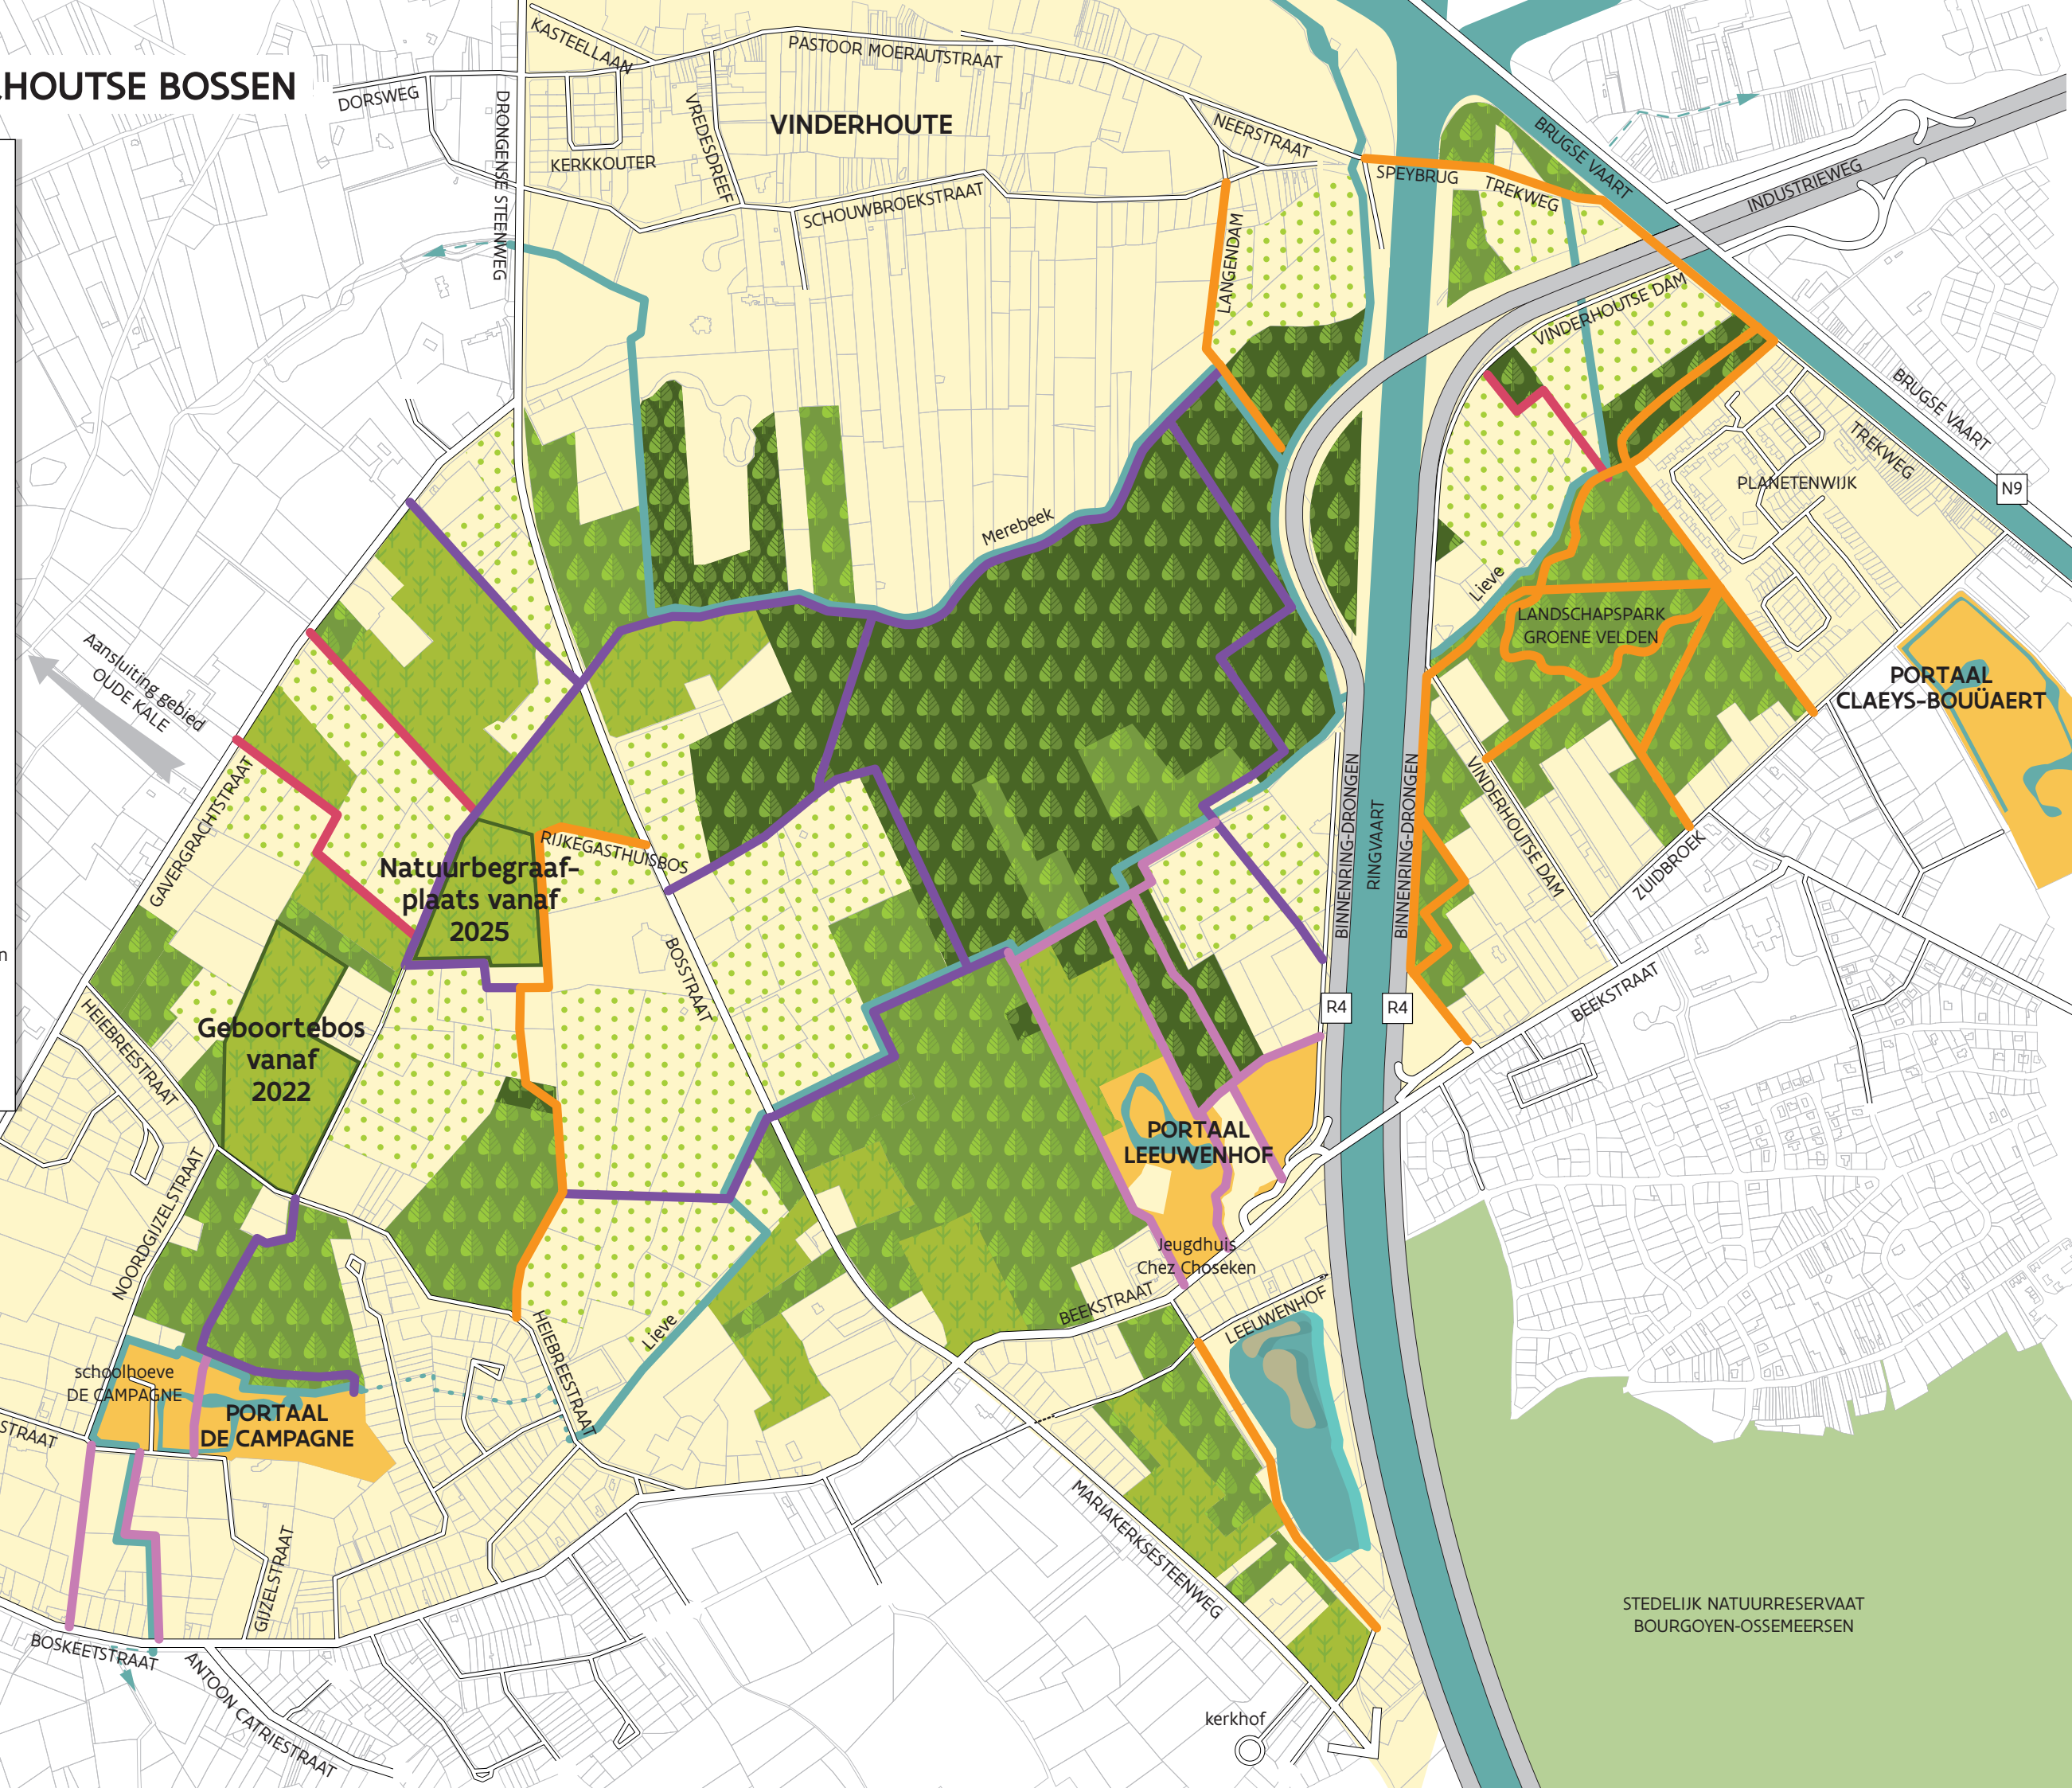 HOUTSE BOSSEN
KASTEELLAAN
PASTOOR MOERAUTSTRAAT
DORSWEG
DRONGENSE STEENWEG
VREDESDREEF
VINDERHOUTE
NEERSTRAAT
KERKKOUTER
SCHOUWBROEKSTRAAT
LANGENDAM
SPEYBRUG
TREKWEG
BRUGSE VAART
INDUSTRIEWEG
VINDERHOUTSE DAM
BRUGSE VAART
TREKWEG
PLANETENWIJK
N9
Merebeek
Lieve
LANDSCHAPSPARK
GROENE VELDEN
Aansluiting gebied
OUDE KALE
PORTAAL
CLAEYS-BOUÜAERT
GAVERGRACHTSTRAAT
RIJKEGASTHUISBOS
Natuurbegraaf-
plaats vanaf
2025
BINNENRING-DRONGEN
RINGVAART
BINNENRING-DRONGEN
VINDERHOUTSE DAM
ZUIDBROEK
n
BOSSTRAAT
R4
R4
BEEKSTRAAT
HEIEBREESTRAAT
Geboortebos
vanaf
2022
PORTAAL
LEEUWENHOF
NOORDGIJZELSTRAAT
Jeugdhuis
Chez Choseken
BEEKSTRAAT
LEEUWENHOF
HEIEBREESTRAAT
Lieve
schoolhoeve
DE CAMPAGNE
PORTAAL
DE CAMPAGNE
STRAAT
MARIAKERKSESTEENWEG
GIJZELSTRAAT
BOSKEETSTRAAT
ANTOON CATRIESTRAAT
STEDELIJK NATUURRESERVAAT
BOURGOYEN-OSSEMEERSEN
kerkhof